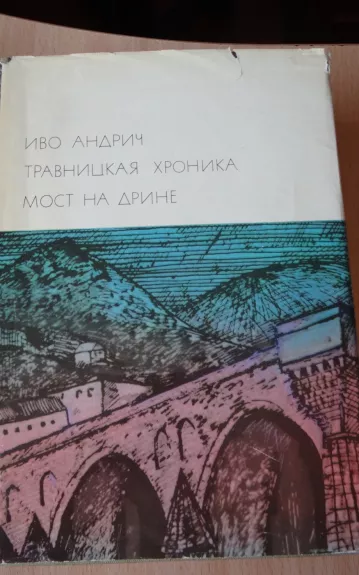 ИВО АНДРИЧ
ТРАВНИЦКАЯ ХРОНИКА
МОСТ НА ДРИНЕ